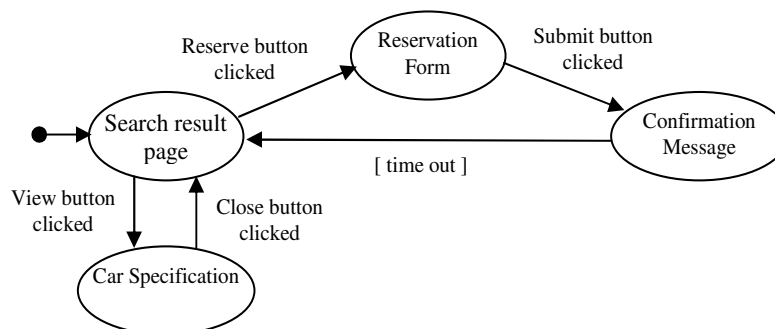 Reserve button
clicked
Reservation
Form
Submit button
clicked
Search result
page
Confirmation
Message
[ time out ]
View button
clicked
Close button
clicked
Car Specification